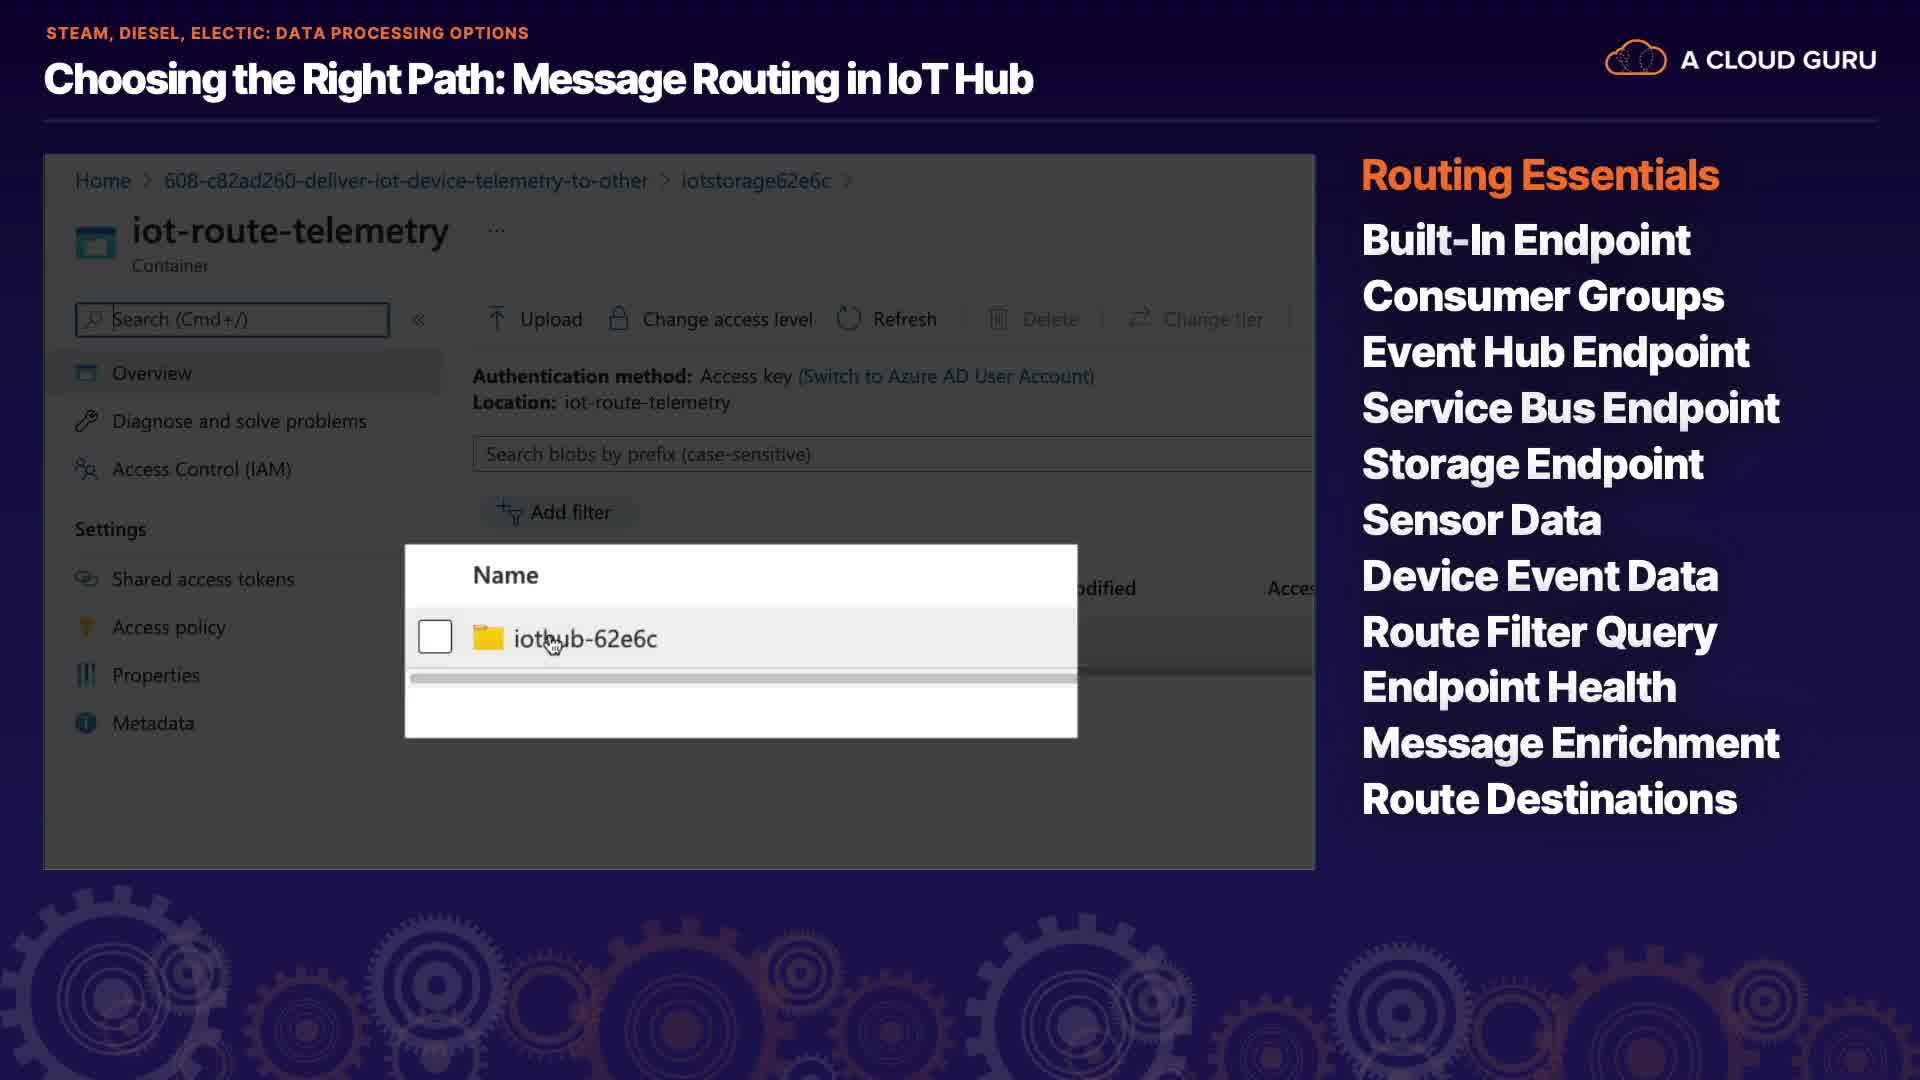 STEAM, DIESEL, ELECTIC: DATA PROCESSING OPTIONS
Choosing the Right Path: Message Routing in IoT Hub
A CLOUD GURU
Home > 608-c82ad260-deliver-iot-device-telemetry-to-other > iotstorage62e6c >
iot-route-telemetry ...
Container
Search (Cmd+/) «
Upload Change access level Refresh Delete Change tier
Overview
Diagnose and solve problems
Access Control (IAM)
Settings
Shared access tokens
Access policy
Properties
Metadata
Authentication method: Access key (Switch to Azure AD User Account)
Location: iot-route-telemetry
Search blobs by prefix (case-sensitive)
Add filter
Name odified Acces
iothub-62e6c
Routing Essentials
Built-In Endpoint
Consumer Groups
Event Hub Endpoint
Service Bus Endpoint
Storage Endpoint
Sensor Data
Device Event Data
Route Filter Query
Endpoint Health
Message Enrichment
Route Destinations